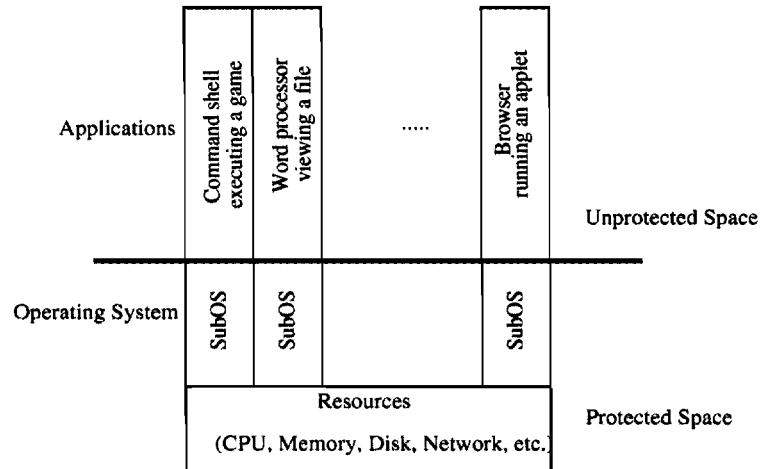 Applications
Command shell
executing a game
Word processor
viewing a file
.....
Browser
running an applet
Unprotected Space
Operating System
SubOS
SubOS
SubOS
Resources
(CPU, Memory, Disk, Network, etc.)
Protected Space